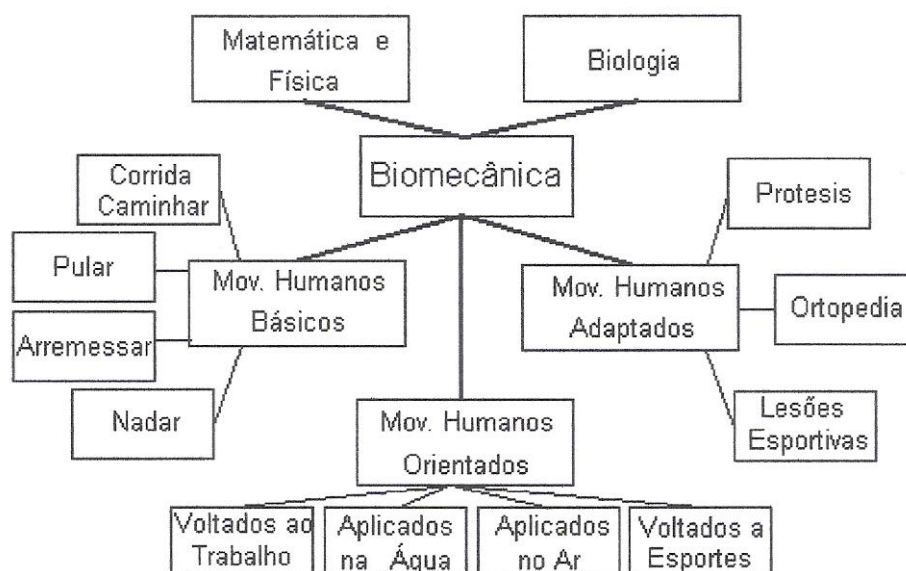 Matemática e
Física
Biologia
Biomecânica
Corrida
Caminhar
Pular
Arremessar
Nadar
Mov. Humanos
Básicos
Mov. Humanos
Adaptados
Protesis
Ortopedia
Lesões
Esportivas
Mov. Humanos
Orientados
Voltados ao
Trabalho
Aplicados
na Água
Aplicados
no Ar
Voltados a
Esportes